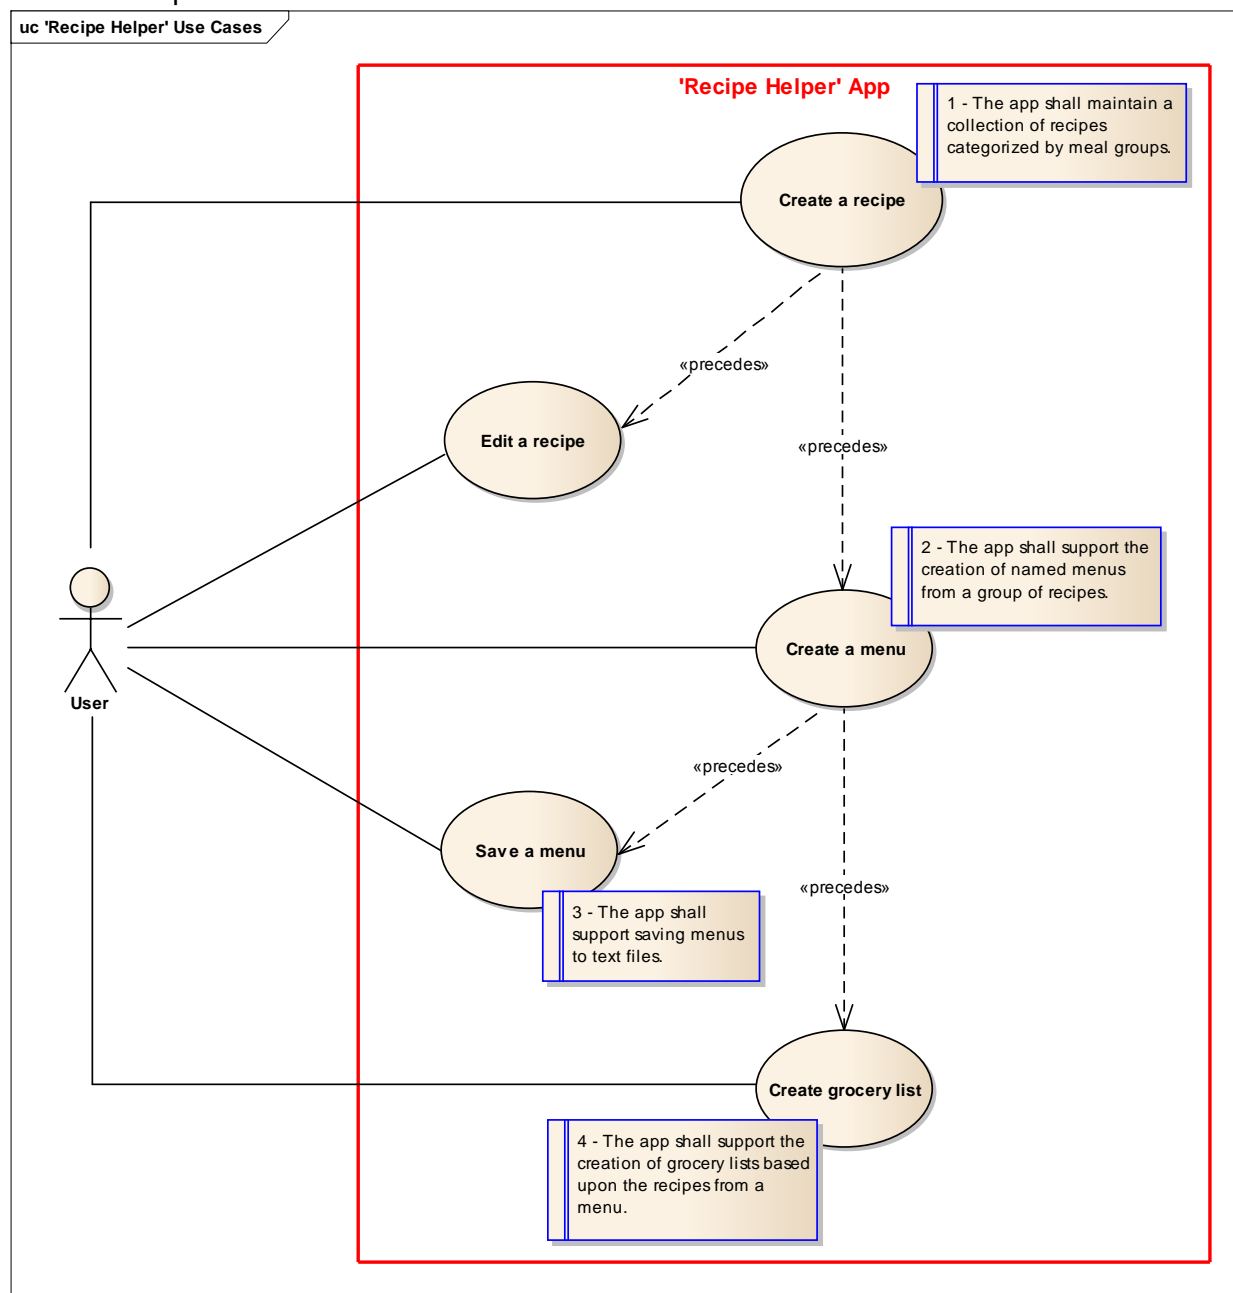 uc 'Recipe Helper' Use Cases
'Recipe Helper' App
1 - The app shall maintain a
collection of recipes
categorized by meal groups.
Create a recipe
«precedes»
Edit a recipe
«precedes»
2 - The app shall support the
creation of named menus
from a group of recipes.
Create a menu
User
«precedes»
Save a menu
«precedes»
3 - The app shall
support saving menus
to text files.
Create grocery list
4 - The app shall support the
creation of grocery lists based
upon the recipes from a
menu.